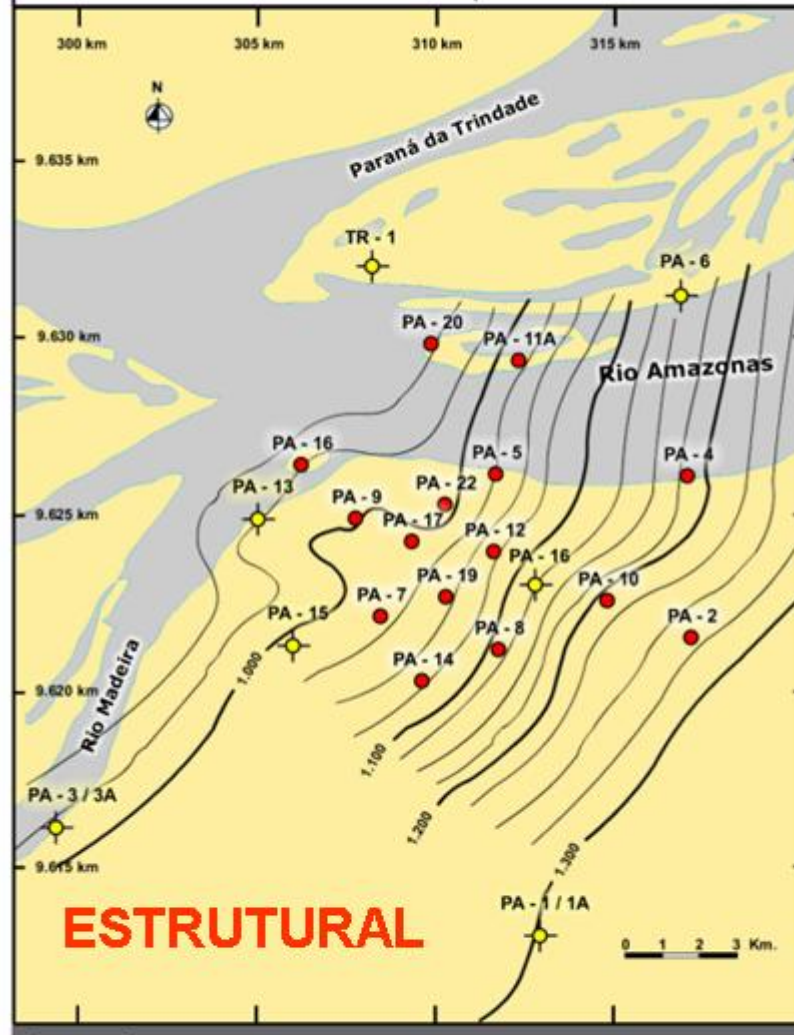 300 km
305 km
310 km
315 km
N
9.635 km
Paraná da Trindade
TR - 1
PA - 6
9.630 km
PA - 20
PA - 11A
Rio Amazonas
PA - 16
PA - 5
PA - 4
PA - 13
PA - 9
PA - 22
9.625 km
PA - 17
PA - 12
PA - 16
PA - 7
PA - 19
PA - 10
PA - 15
PA - 8
PA - 2
PA - 14
9.620 km
1.000
Rio Madeira
1.100
PA - 3 / 3A
1.200
1.300
9.615 km
PA - 1 / 1A
ESTRUTURAL
0 1 2 3 Km.
300
305
310
315